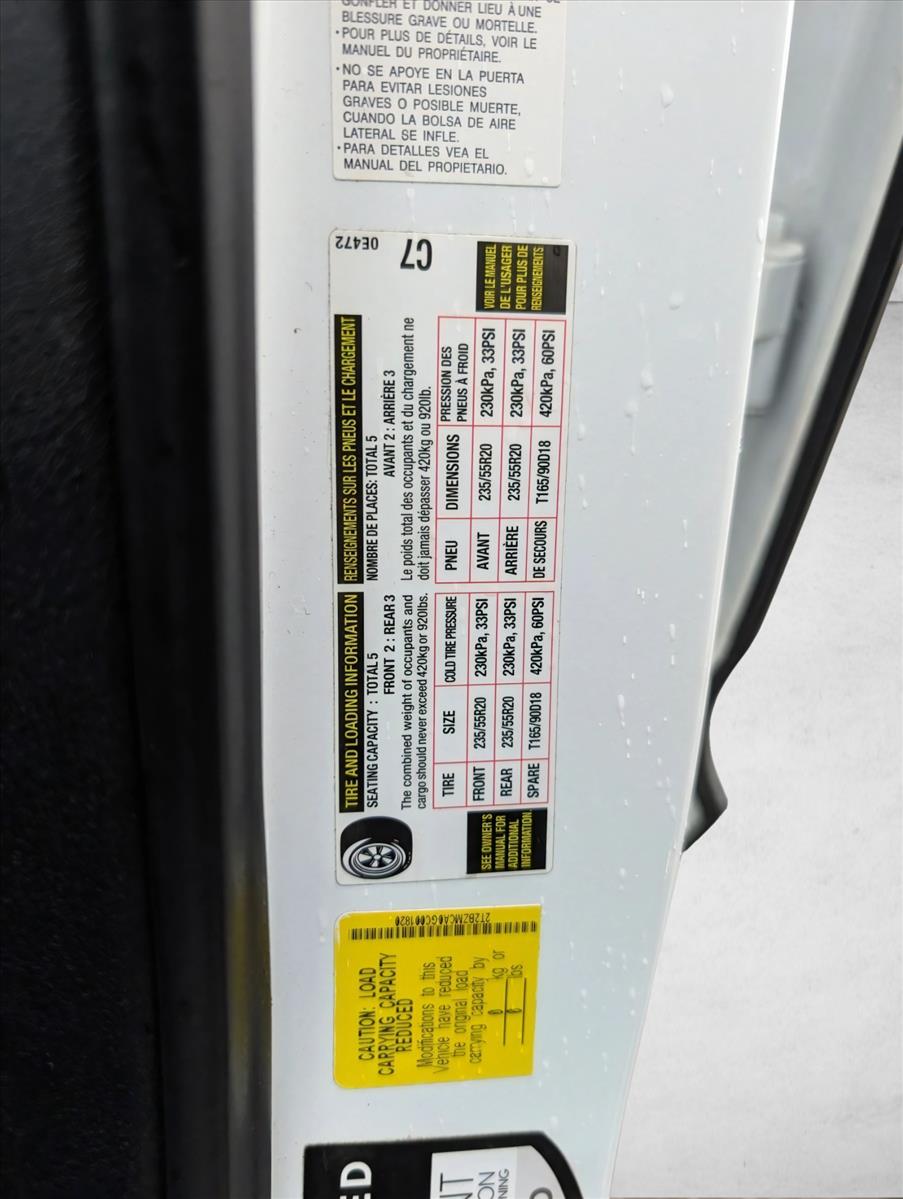 GONFLER ET DONNER LIEU À UNE
BLESSURE GRAVE OU MORTELLE.
•POUR PLUS DE DÉTAILS, VOIR LE
MANUEL DU PROPRIÉTAIRE.
•NO SE APOYE EN LA PUERTA
PARA EVITAR LESIONES
GRAVES O POSIBLE MUERTE,
CUANDO LA BOLSA DE AIRE
LATERAL SE INFLE.
•PARA DETALLES VEA EL
MANUAL DEL PROPIETARIO.
0E472
C7
TIRE AND LOADING INFORMATION
SEATING CAPACITY : TOTAL 5
FRONT 2 : REAR 3
The combined weight of occupants and
cargo should never exceed 420kg or 920lbs.
TIRE SIZE COLD TIRE PRESSURE
FRONT 235/55R20 230kPa, 33PSI
REAR 235/55R20 230kPa, 33PSI
SPARE T165/90D18 420kPa, 60PSI
SEE OWNER'S
MANUAL FOR
ADDITIONAL
INFORMATION
RENSEIGNEMENTS SUR LES PNEUS ET LE CHARGEMENT
NOMBRE DE PLACES: TOTAL 5
AVANT 2 : ARRIÈRE 3
Le poids total des occupants et du chargement ne
doit jamais dépasser 420kg ou 920lb.
PNEU DIMENSIONS PRESSION DES
PNEUS À FROID
AVANT 235/55R20 230kPa, 33PSI
ARRIÈRE 235/55R20 230kPa, 33PSI
DE SECOURS T165/90D18 420kPa, 60PSI
VOIR LE MANUEL
DE L'USAGER
POUR PLUS DE
RENSEIGNEMENTS
CAUTION: LOAD
CARRYING CAPACITY
REDUCED
Modifications to this
Vehicle have reduced
the original load
carrying capacity by
0 kg or
0 lbs
2T2BZMCA0GC001820
ED
NT
ON
NING